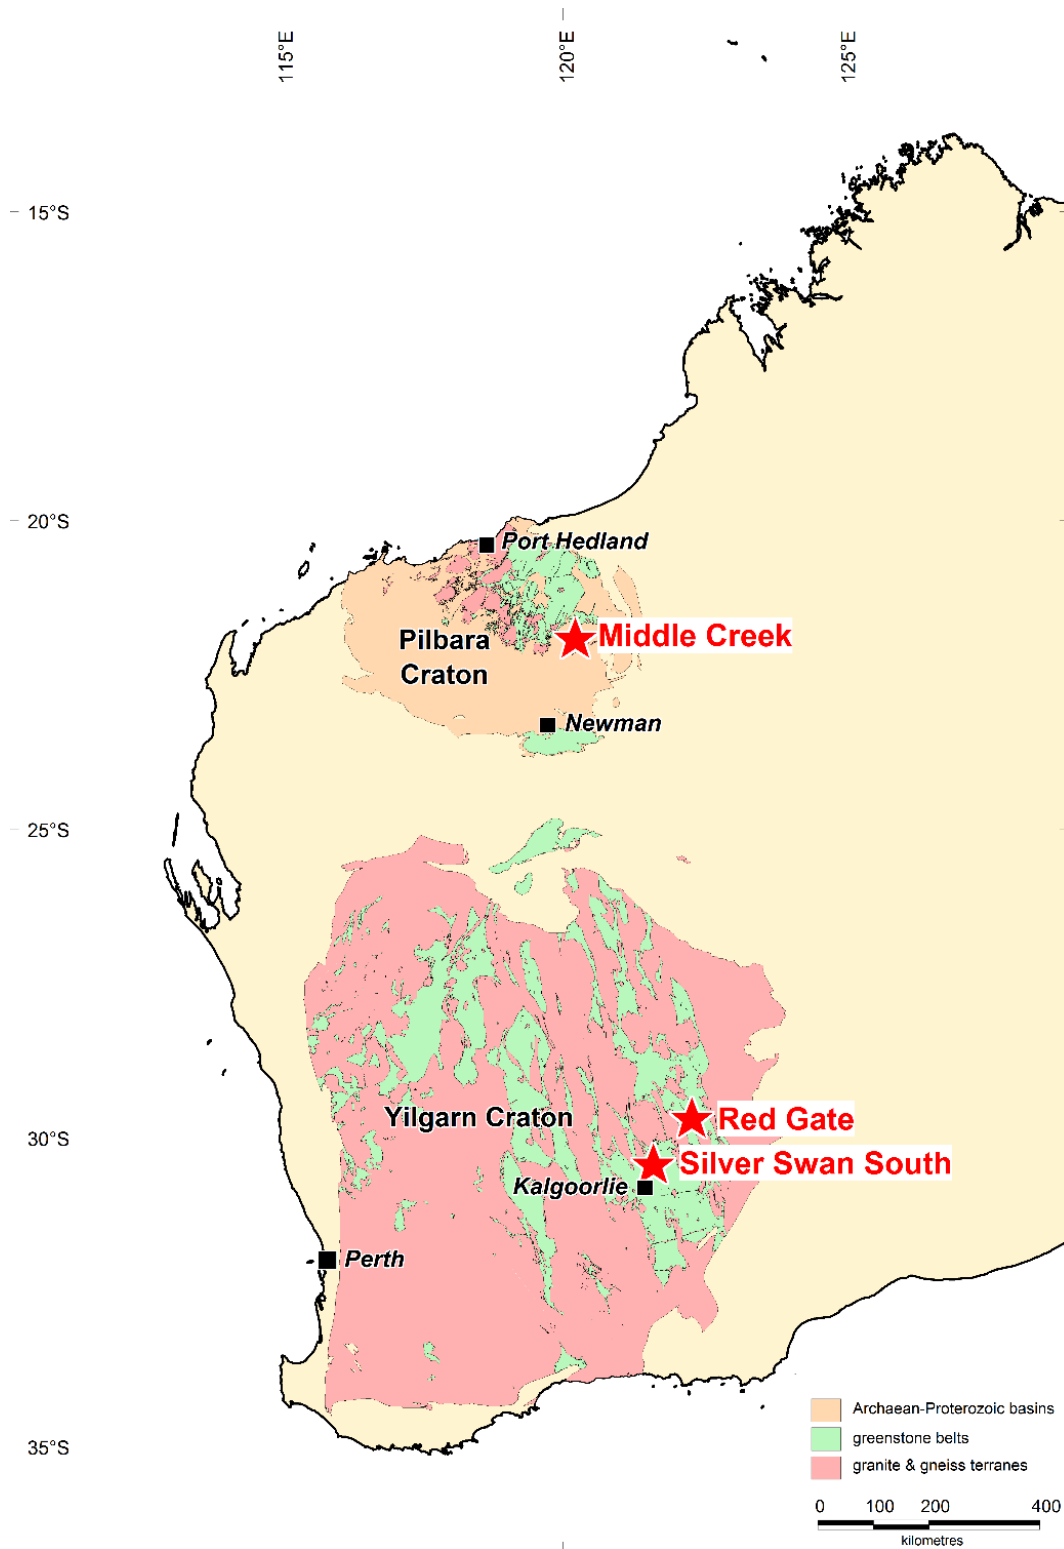 115°E
120°E
125°E
15°S
20°S
Port Hedland
Pilbara
Craton
Middle Creek
Newman
25°S
Yilgarn Craton
Red Gate
30°S
Silver Swan South
Kalgoorlie
Perth
35°S
Archaean-Proterozoic basins
greenstone belts
granite & gneiss terranes
0 100 200 400
kilometres